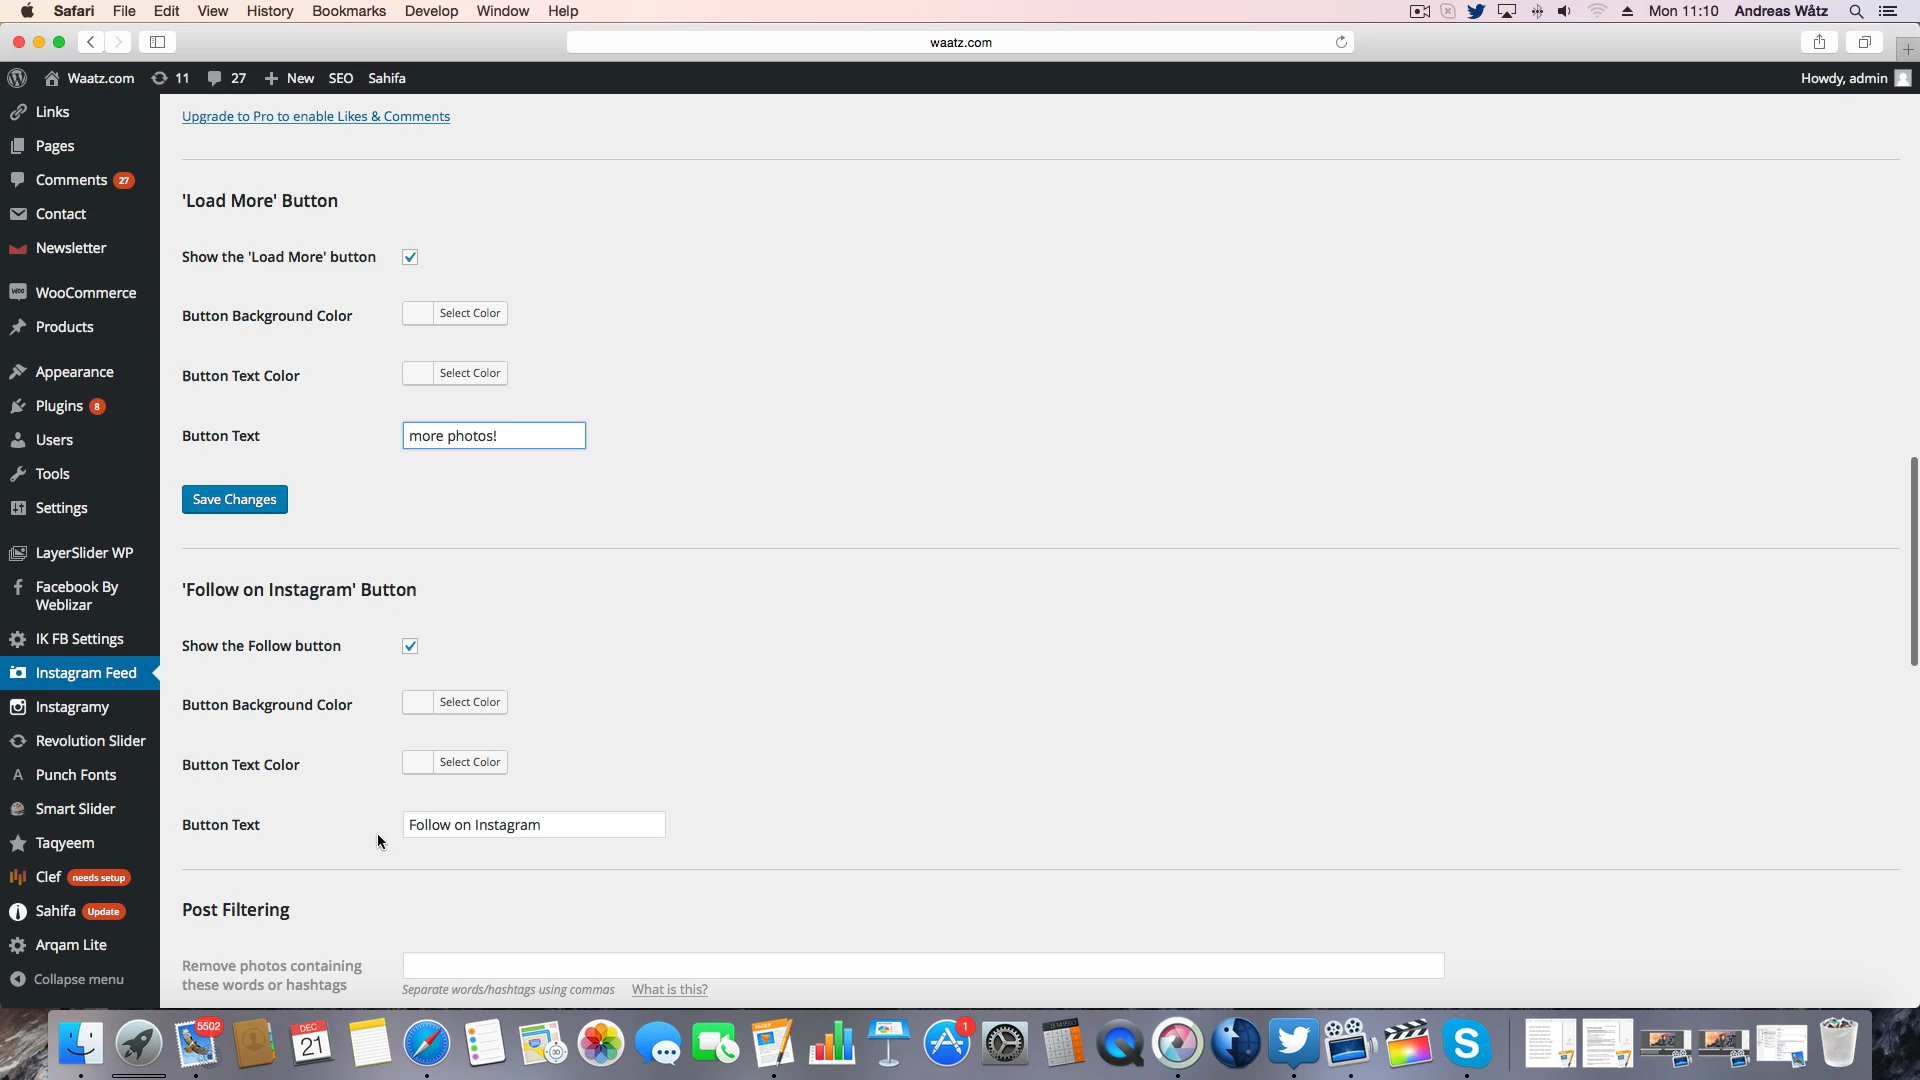 Safari File Edit View History Bookmarks Develop Window Help
Mon 11:10 Andreas Wåtz
waatz.com
Waatz.com 11 27 New SEO Sahifa
Howdy, admin
Links
Pages
Comments 27
Contact
Newsletter
WooCommerce
Products
Appearance
Plugins 8
Users
Tools
Settings
LayerSlider WP
Facebook By
Weblizar
IK FB Settings
Instagram Feed
Instagramy
Revolution Slider
Punch Fonts
Smart Slider
Taqyeem
Clef needs setup
Sahifa Update
Arqam Lite
Collapse menu
Upgrade to Pro to enable Likes & Comments
'Load More' Button
Show the 'Load More' button
Button Background Color Select Color
Button Text Color Select Color
Button Text more photos!
Save Changes
'Follow on Instagram' Button
Show the Follow button
Button Background Color Select Color
Button Text Color Select Color
Button Text Follow on Instagram
Post Filtering
Remove photos containing
these words or hashtags
Separate words/hashtags using commas What is this?
5502
DEC
21
PAGES
1